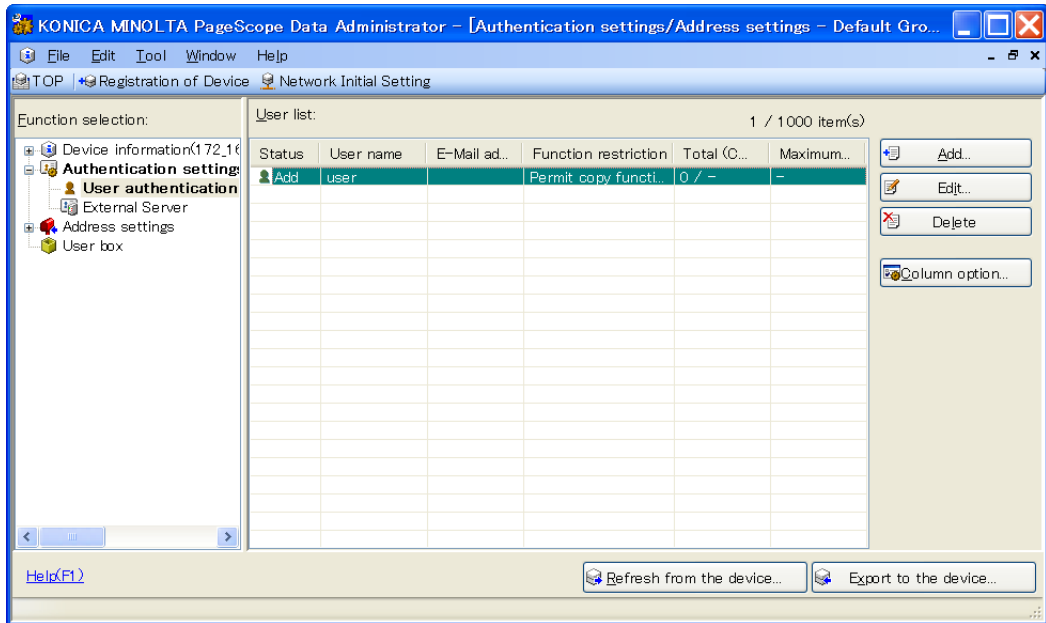 KONICA MINOLTA PageScope Data Administrator - [Authentication settings/Address settings - Default Gro...
File Edit Tool Window Help
TOP Registration of Device Network Initial Setting
Function selection:
Device information(172_16
Authentication setting
User authentication
External Server
Address settings
User box
User list:
1 / 1000 item(s)
Status User name E-Mail ad... Function restriction Total (C... Maximum...
Add user Permit copy functi... 0 / - -
Add...
Edit...
Delete
Column option...
Help(F1)
Refresh from the device... Export to the device...